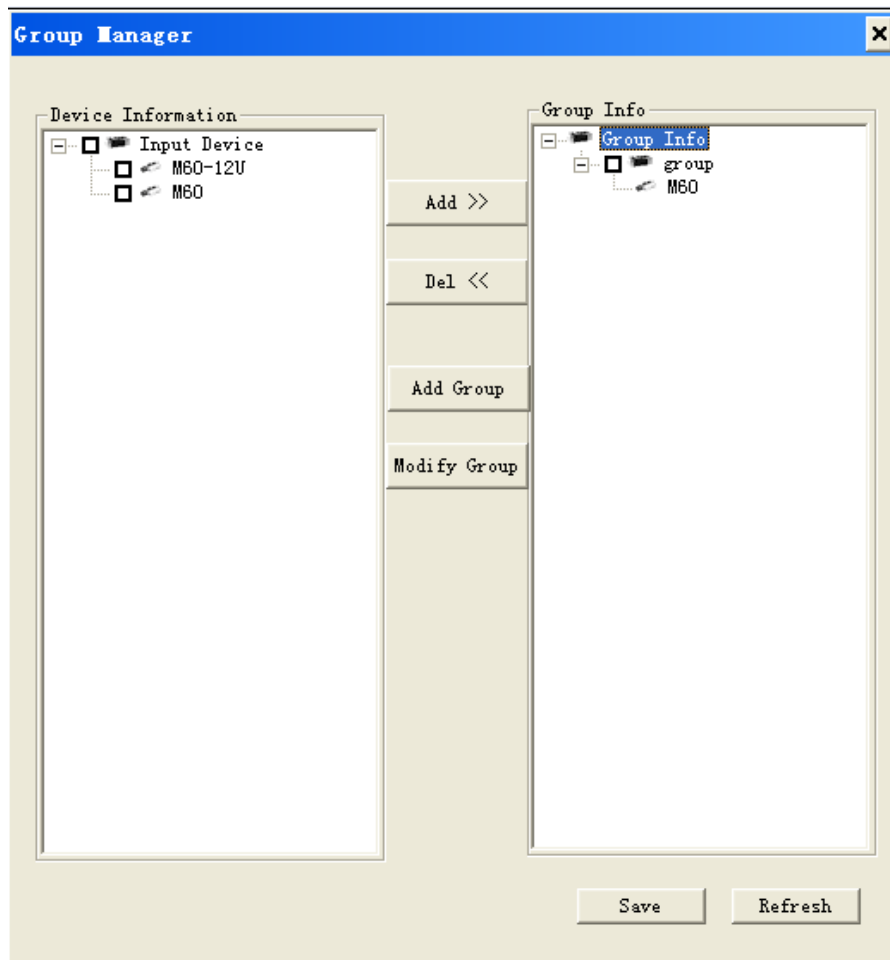 Group Manager
Device Information
Input Device
M60-12V
M60
Add >>
Del <<
Add Group
Modify Group
Group Info
Group Info
group
M60
Save
Refresh